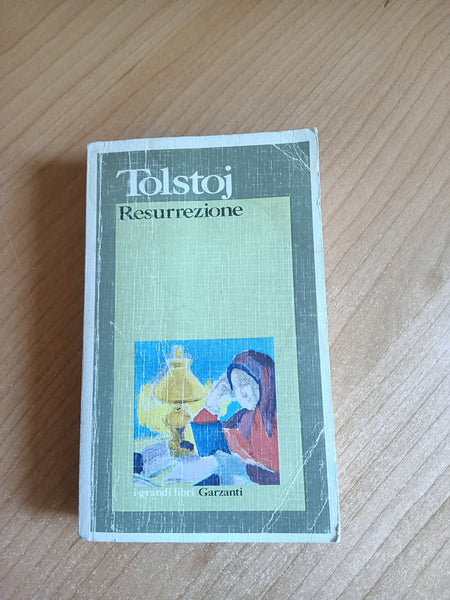 Tolstoj
Resurrezione
i grandi libri Garzanti